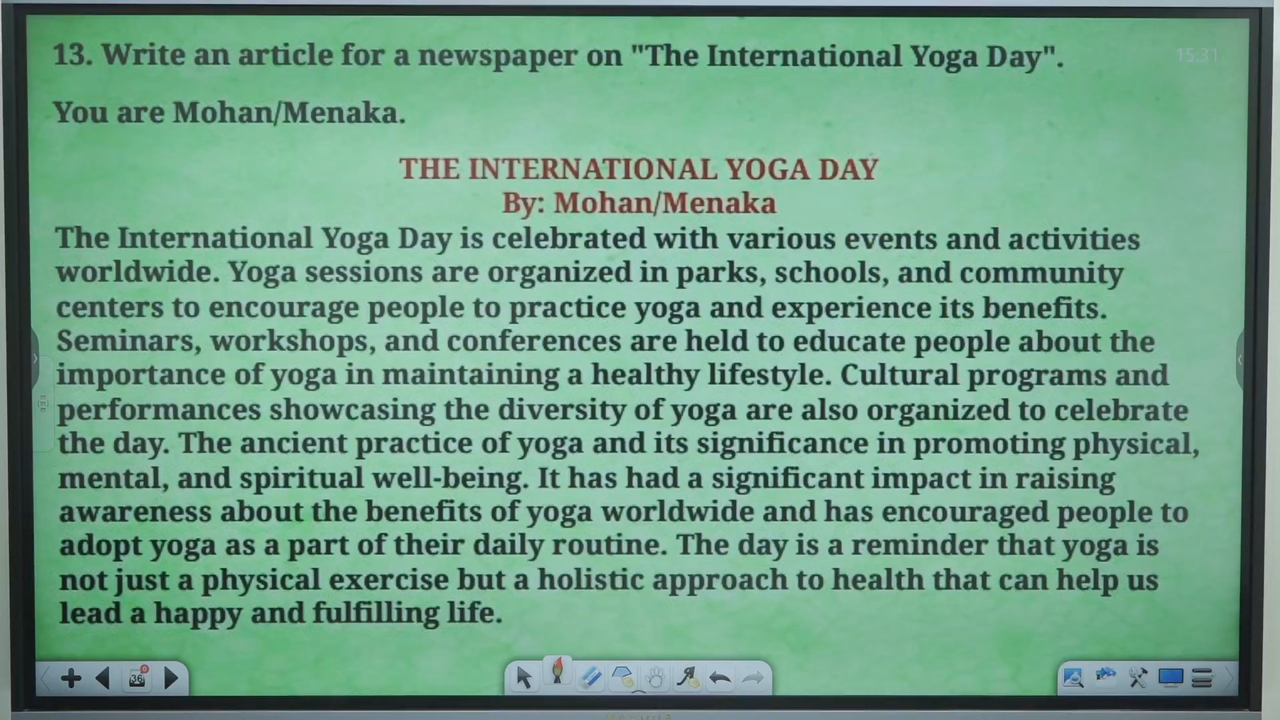 13. Write an article for a newspaper on "The International Yoga Day".
15:31
You are Mohan/Menaka.
THE INTERNATIONAL YOGA DAY
By: Mohan/Menaka
The International Yoga Day is celebrated with various events and activities
worldwide. Yoga sessions are organized in parks, schools, and community
centers to encourage people to practice yoga and experience its benefits.
Seminars, workshops, and conferences are held to educate people about the
importance of yoga in maintaining a healthy lifestyle. Cultural programs and
performances showcasing the diversity of yoga are also organized to celebrate
the day. The ancient practice of yoga and its significance in promoting physical,
mental, and spiritual well-being. It has had a significant impact in raising
awareness about the benefits of yoga worldwide and has encouraged people to
adopt yoga as a part of their daily routine. The day is a reminder that yoga is
not just a physical exercise but a holistic approach to health that can help us
lead a happy and fulfilling life.
36